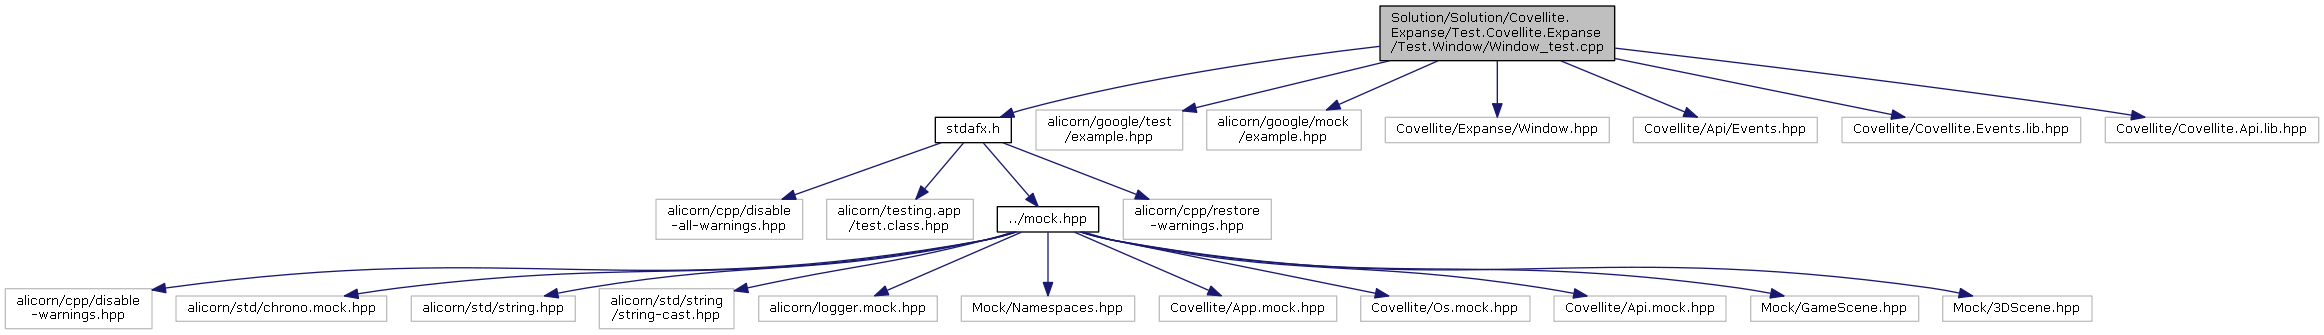 Solution/Solution/Covellite.
Expanse/Test.Covellite.Expanse
/Test.Window/Window_test.cpp
stdafx.h
alicorn/google/test
/example.hpp
alicorn/google/mock
/example.hpp
Covellite/Expanse/Window.hpp
Covellite/Api/Events.hpp
Covellite/Covellite.Events.lib.hpp
Covellite/Covellite.Api.lib.hpp
alicorn/cpp/disable
-all-warnings.hpp
alicorn/testing.app
/test.class.hpp
../mock.hpp
alicorn/cpp/restore
-warnings.hpp
alicorn/cpp/disable
-warnings.hpp
alicorn/std/chrono.mock.hpp
alicorn/std/string.hpp
alicorn/std/string
/string-cast.hpp
alicorn/logger.mock.hpp
Mock/Namespaces.hpp
Covellite/App.mock.hpp
Covellite/Os.mock.hpp
Covellite/Api.mock.hpp
Mock/GameScene.hpp
Mock/3DScene.hpp